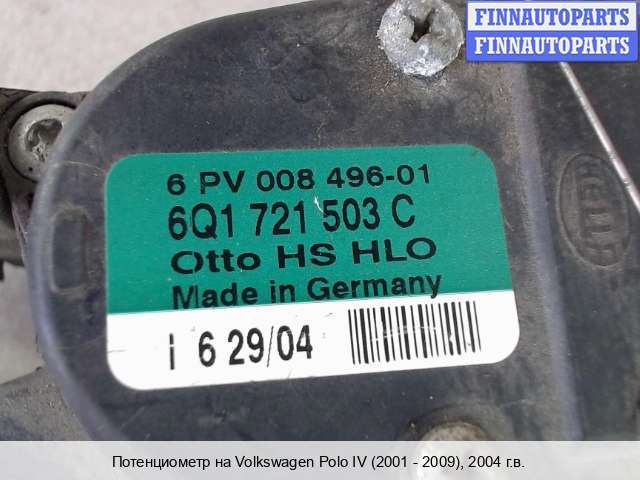 FINNAUTOPARTS
FINNAUTOPARTS
6 PV 008 496-01
6Q1 721 503 C
Otto HS HLO
Made in Germany
I 6 29/04
Потенциометр на Volkswagen Polo IV (2001 - 2009), 2004 г.в.